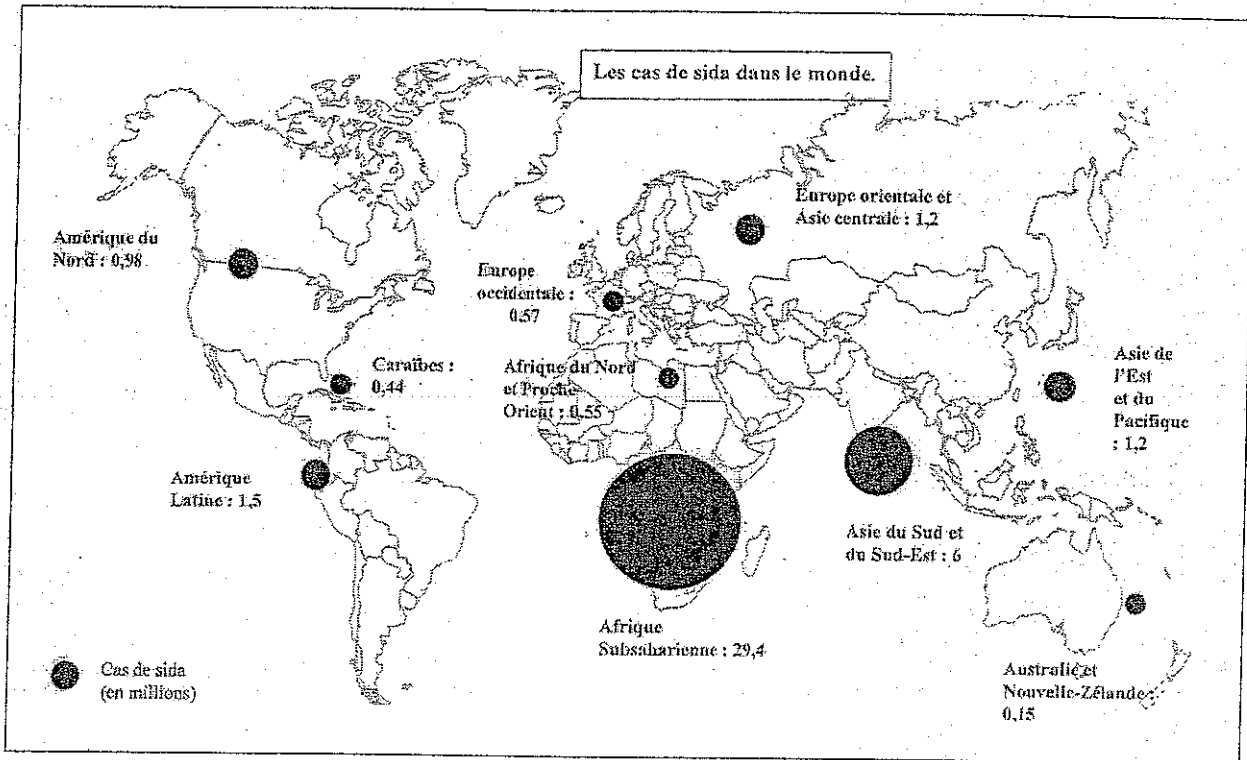 Les cas de sida dans le monde.
Europe orientale et
Asie centrale : 1,2
Amérique du
Nord : 0,98
Europe
occidentale :
0,57
Caraïbes :
0,44
Afrique du Nord
et Proche
Orient : 0,55
Asie de
l'Est
et du
Pacifique
: 1,2
Amérique
Latine : 1,5
Asie du Sud et
du Sud-Est : 6
Afrique
Subsaharienne : 29,4
Cas de sida
(en millions)
Australie et
Nouvelle-Zélande :
0,15